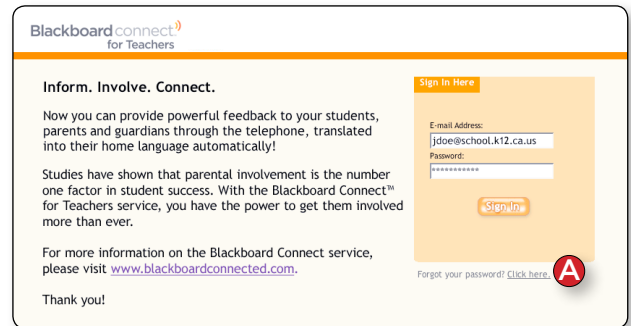 Blackboard connect
for Teachers
Inform. Involve. Connect.
Now you can provide powerful feedback to your students,
parents and guardians through the telephone, translated
into their home language automatically!
Studies have shown that parental involvement is the number
one factor in student success. With the Blackboard Connect™
for Teachers service, you have the power to get them involved
more than ever.
For more information on the Blackboard Connect service,
please visit www.blackboardconnected.com.
Thank you!
Sign In Here
E-mail Address:
jdoe@school.k12.ca.us
Password:
***********
Sign In
Forgot your password? Click here.
A